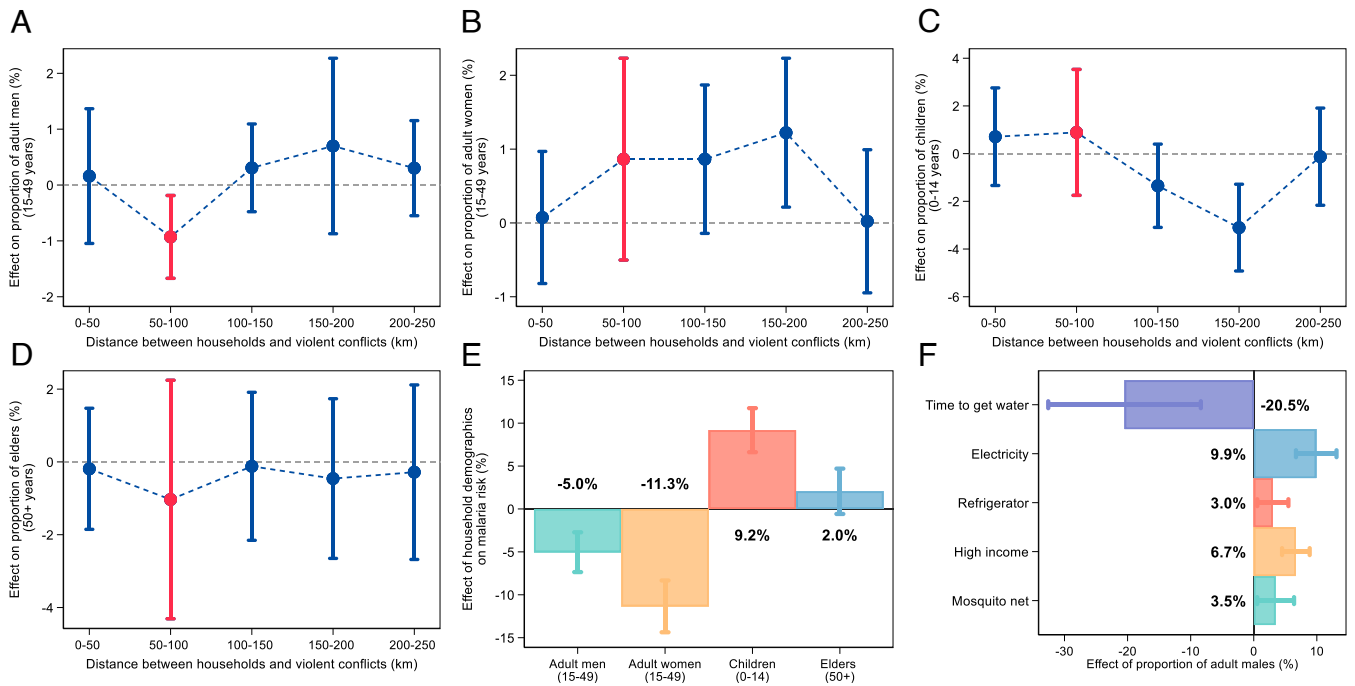 A
Effect on proportion of adult men (%)
(15-49 years)
2
1
0
-1
-2
0-50
50-100
100-150
150-200
200-250
Distance between households and violent conflicts (km)
B
Effect on proportion of adult women (%)
(15-49 years)
2
1
0
-1
0-50
50-100
100-150
150-200
200-250
Distance between households and violent conflicts (km)
C
Effect on proportion of children (%)
(0-14 years)
4
2
0
-2
-4
-6
0-50
50-100
100-150
150-200
200-250
Distance between households and violent conflicts (km)
D
Effect on proportion of elders (%)
(50+ years)
2
0
-2
-4
0-50
50-100
100-150
150-200
200-250
Distance between households and violent conflicts (km)
E
Effect of household demographics
on malaria risk (%)
15
10
5
0
-5
-10
-15
-5.0%
-11.3%
9.2%
2.0%
Adult men
(15-49)
Adult women
(15-49)
Children
(0-14)
Elders
(50+)
F
Time to get water
-20.5%
Electricity
9.9%
Refrigerator
3.0%
High income
6.7%
Mosquito net
3.5%
-30
-20
-10
0
10
Effect of proportion of adult males (%)